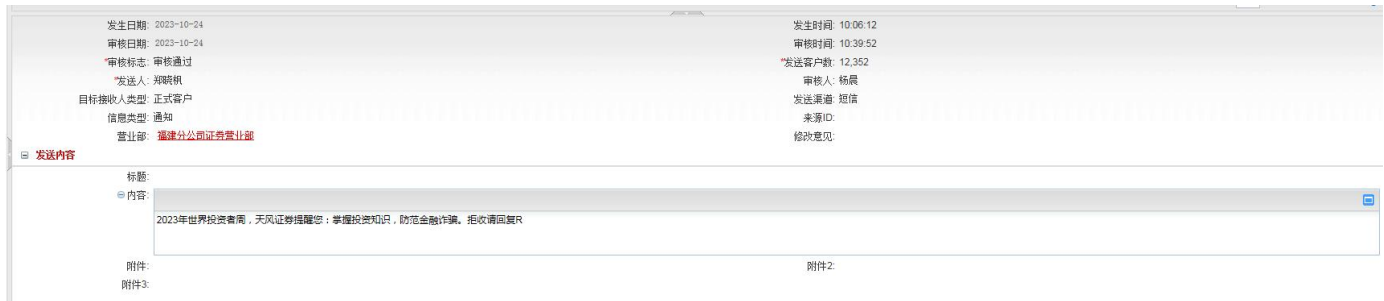 发生日期: 2023-10-24 发生时间: 10:06:12
审核日期: 2023-10-24 审核时间: 10:39:52
*审核标志: 审核通过 *发送客户数: 12,352
*发送人: 郑晓帆 审核人: 杨晨
目标接收人类型: 正式客户 发送渠道: 短信
信息类型: 通知 来源ID:
营业部: 福建分公司证券营业部 修改意见:
发送内容
标题:
内容:
2023年世界投资者周，天风证券提醒您：掌握投资知识，防范金融诈骗。拒收请回复R
附件: 附件2:
附件3: